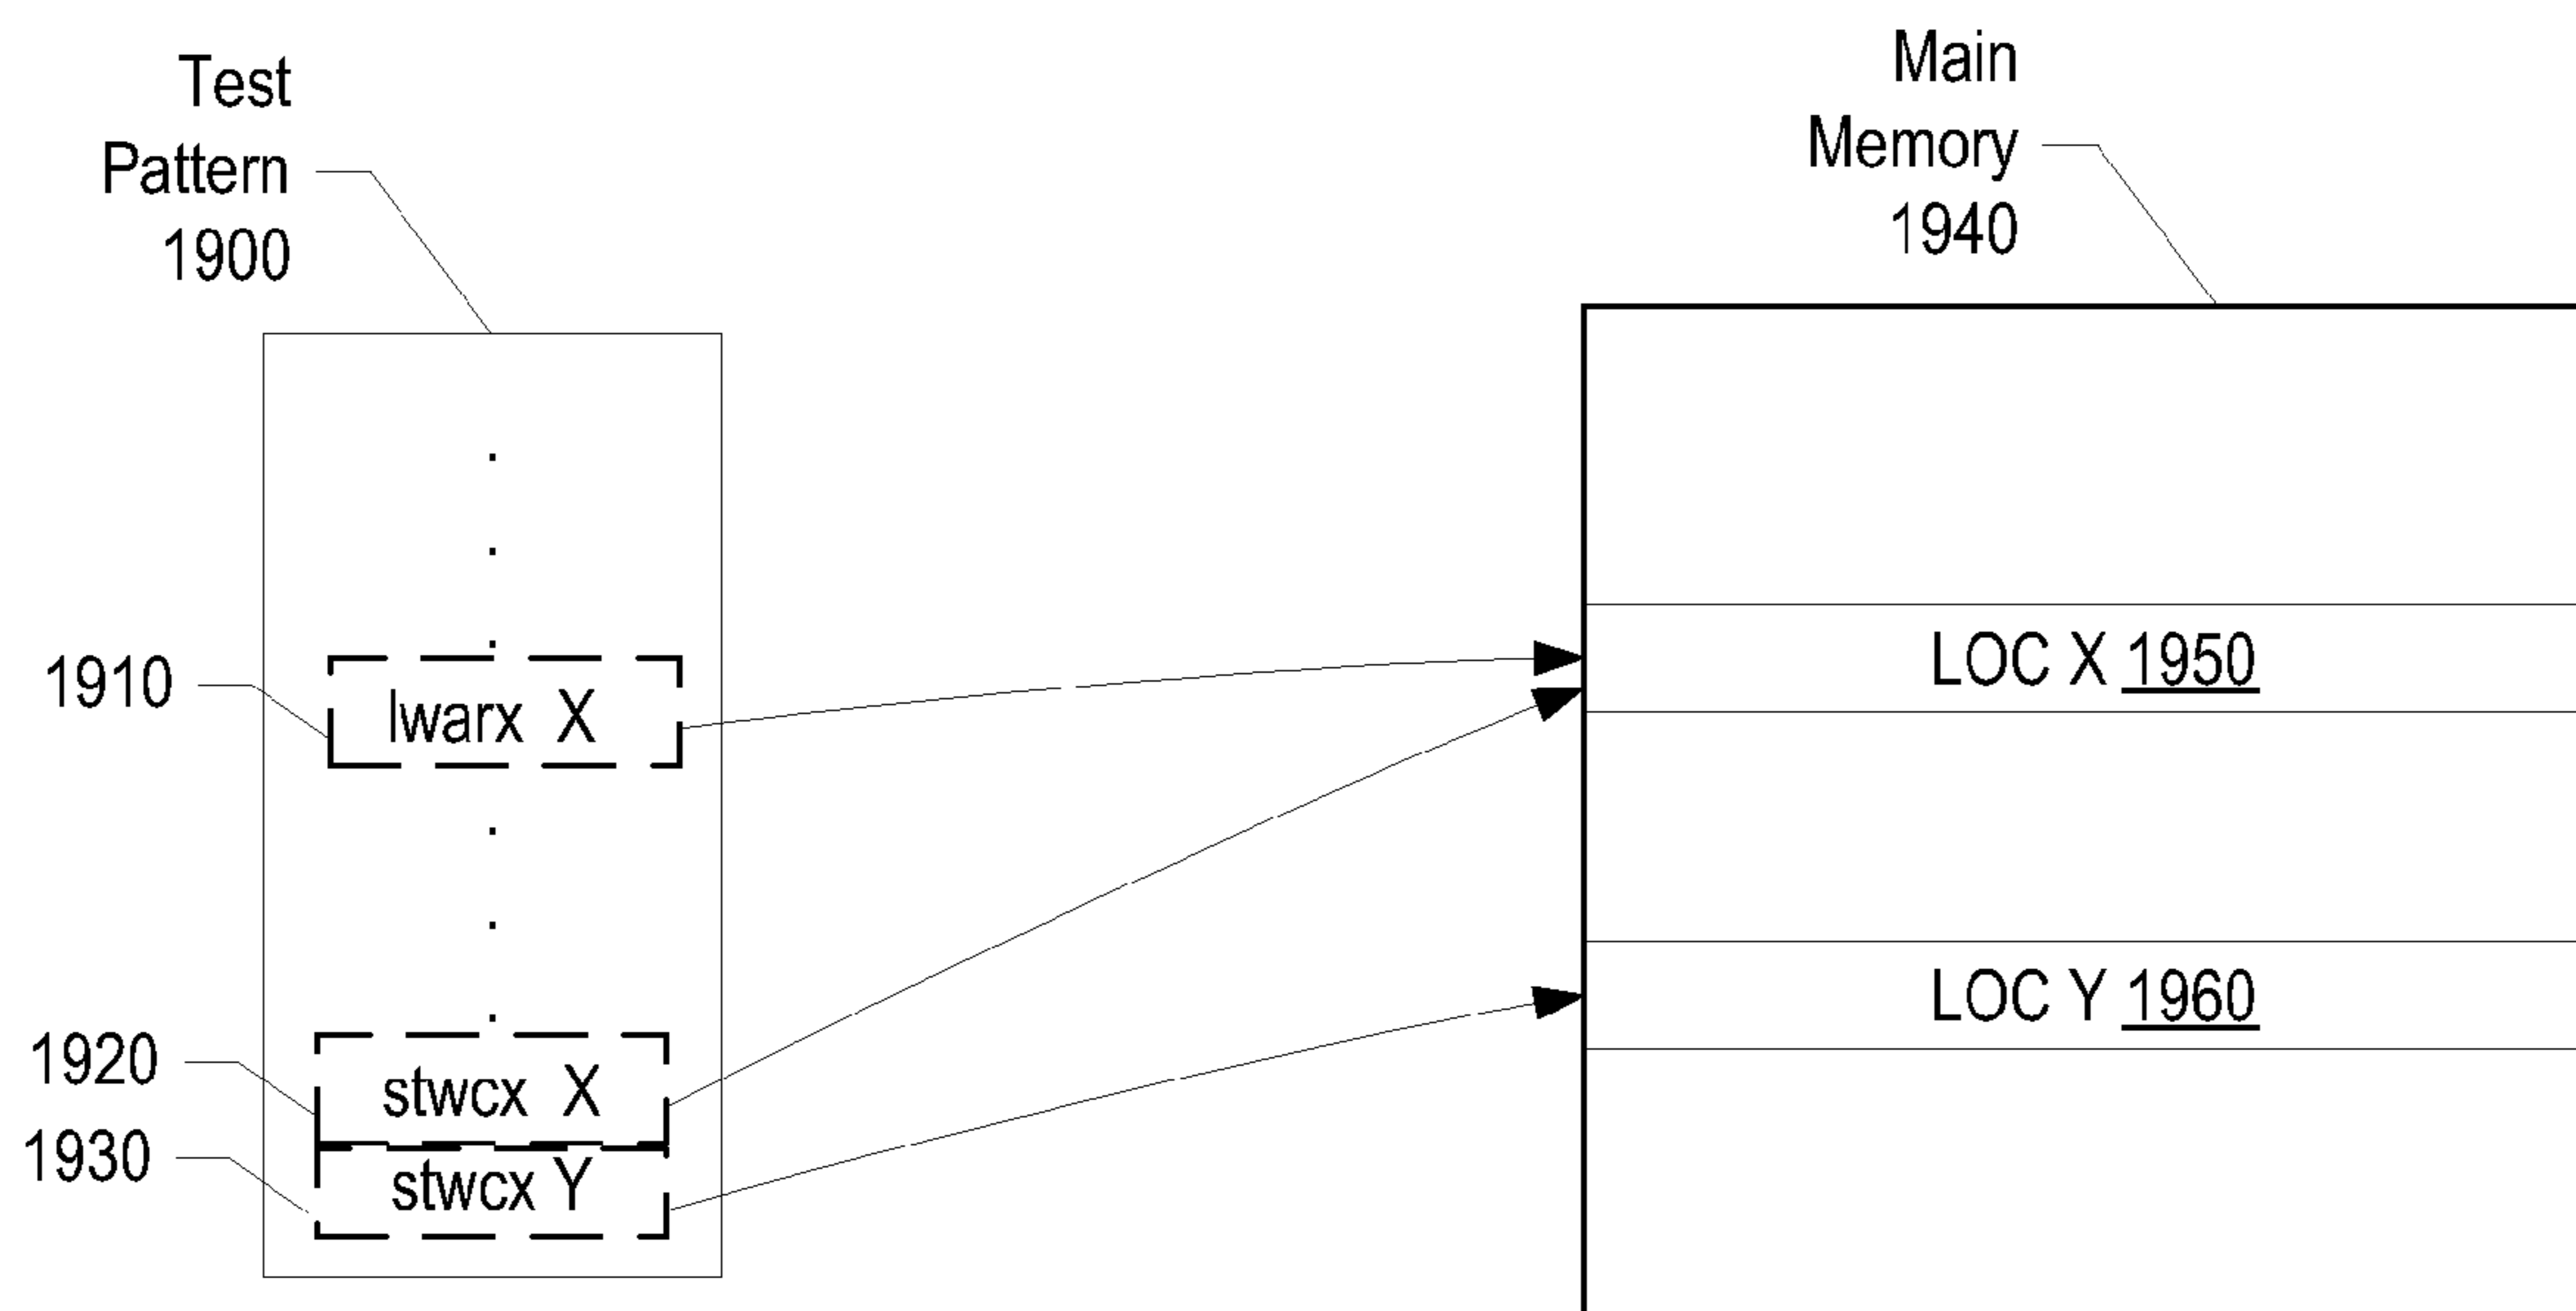 Test
Pattern
1900
Main
Memory
1940
1910
lwarx X
LOC X 1950
1920
stwcx X
LOC Y 1960
1930
stwcx Y